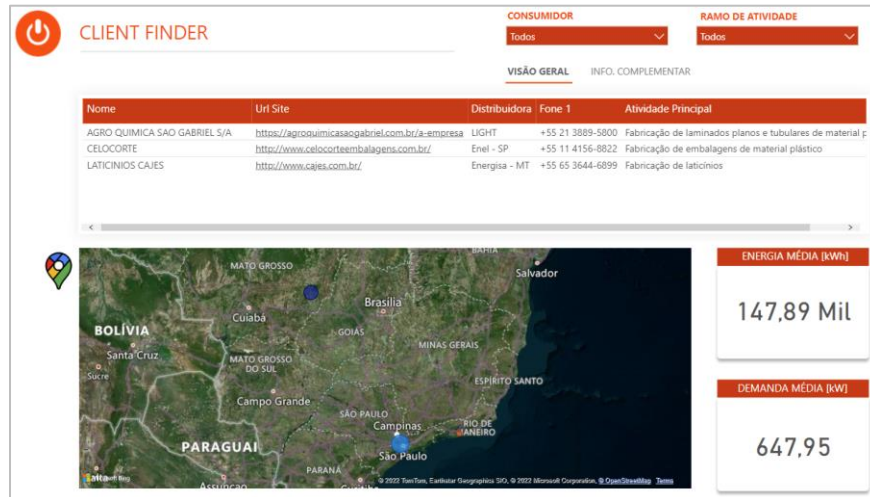 CLIENT FINDER
CONSUMIDOR
Todos
RAMO DE ATIVIDADE
Todos
VISÃO GERAL INFO. COMPLEMENTAR
Nome Url Site Distribuidora Fone 1 Atividade Principal
AGRO QUIMICA SAO GABRIEL S/A https://agroquimicasaogabriel.com.br/a-empresa LIGHT +55 21 3889-5800 Fabricação de laminados planos e tubulares de material p
CELOCORTE http://www.celocorteembalagens.com.br/ Enel - SP +55 11 4156-8822 Fabricação de embalagens de material plástico
LATICINIOS CAJES http://www.cajes.com.br/ Energisa - MT +55 65 3644-6899 Fabricação de laticínios
BAHIA
MATO GROSSO
Salvador
Brasília
Cuiabá
GOIÁS
BOLÍVIA
MINAS GERAIS
Santa Cruz
MATO GROSSO
DO SUL
Sucre
ESPÍRITO SANTO
Campo Grande
SÃO PAULO
Campinas
RIO DE
JANEIRO
PARAGUAI
São Paulo
PARANÁ
Salta
Bing
Assunção
Curitiba
© 2022 TomTom, Earthstar Geographics SIO, © 2022 Microsoft Corporation, © OpenStreetMap Terms
ENERGIA MÉDIA [kWh]
147,89 Mil
DEMANDA MÉDIA [kW]
647,95